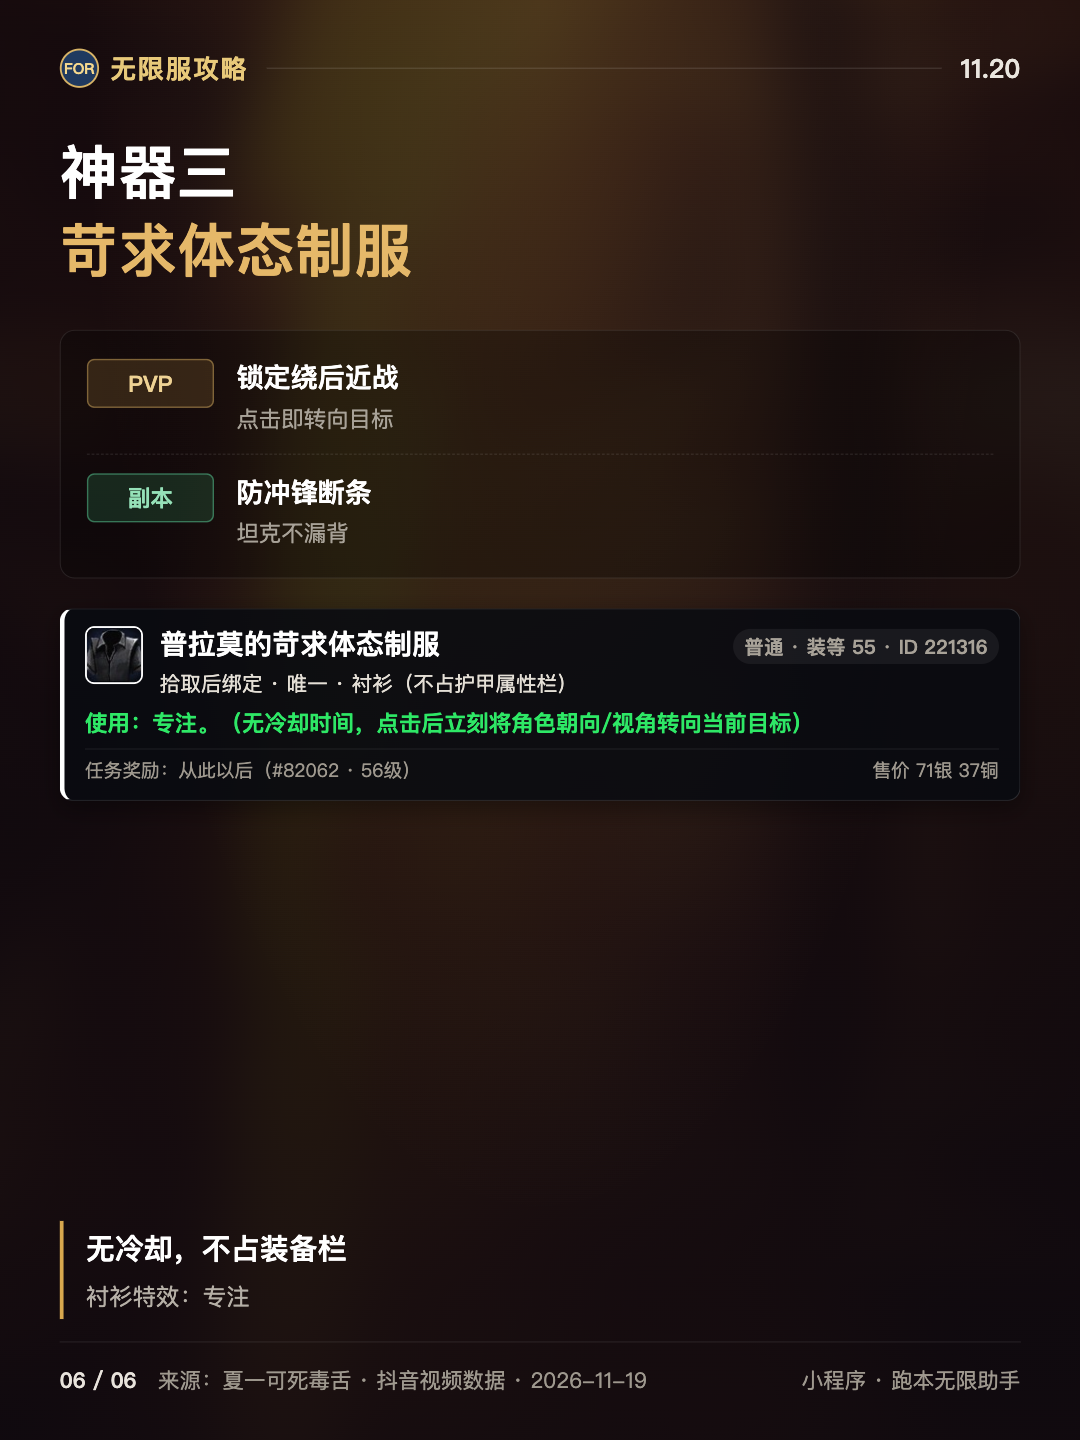 FOR 无限服攻略 11.20
神器三
苛求体态制服
PVP 锁定绕后近战
点击即转向目标
副本 防冲锋断条
坦克不漏背
普拉莫的苛求体态制服 普通 · 装等 55 · ID 221316
拾取后绑定 · 唯一 · 衬衫（不占护甲属性栏）
使用：专注。（无冷却时间，点击后立刻将角色朝向/视角转向当前目标）
任务奖励：从此以后（#82062 · 56级） 售价 71银 37铜
无冷却，不占装备栏
衬衫特效：专注
06 / 06 来源：夏一可死毒舌 · 抖音视频数据 · 2026-11-19 小程序 · 跑本无限助手